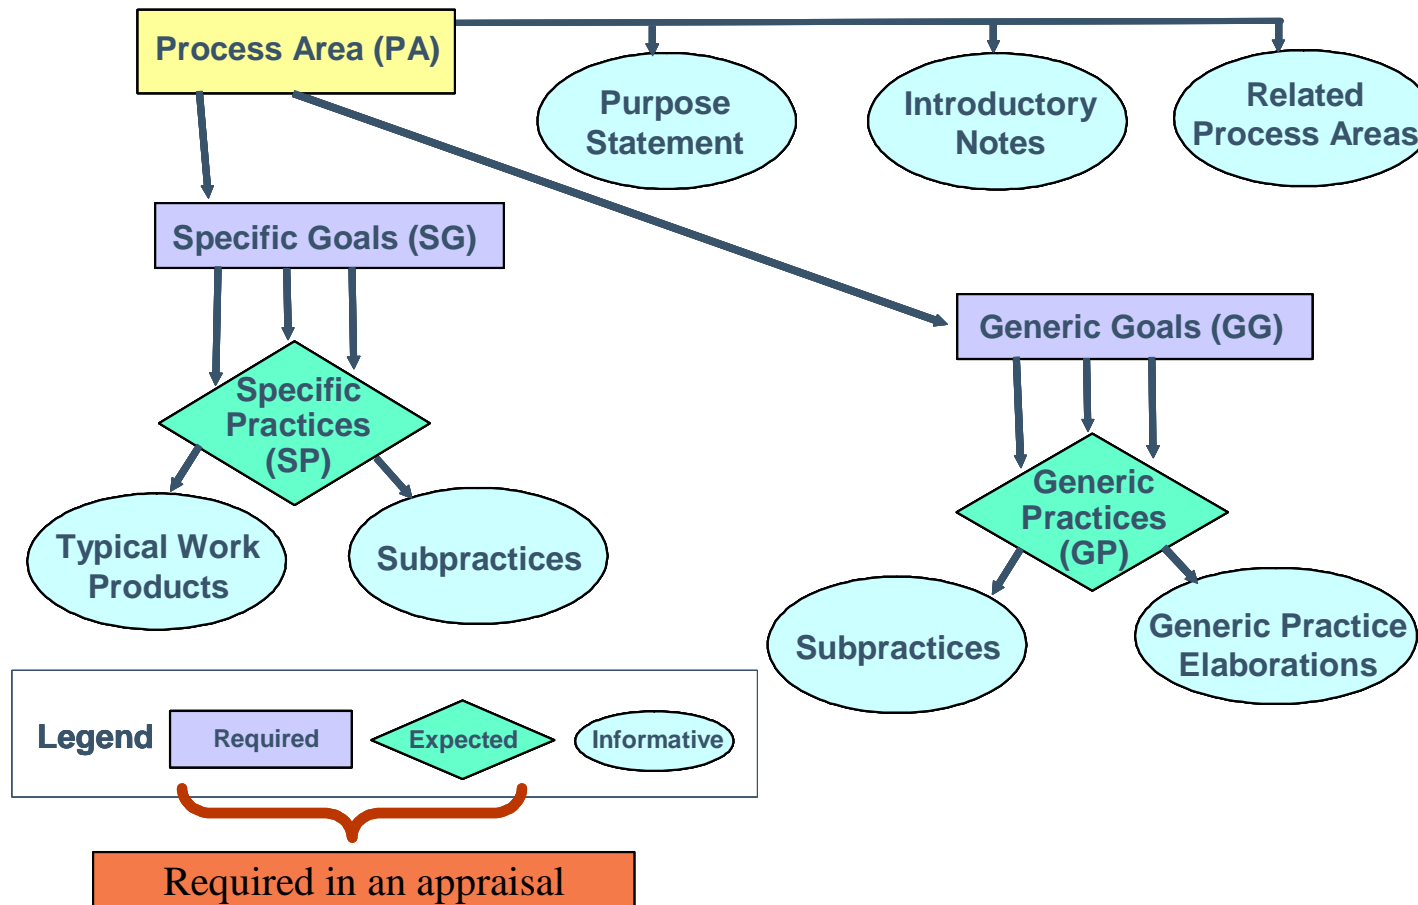 Process Area (PA)
Purpose
Statement
Introductory
Notes
Related
Process Areas
Specific Goals (SG)
Generic Goals (GG)
Specific
Practices
(SP)
Generic
Practices
(GP)
Typical Work
Products
Subpractices
Subpractices
Generic Practice
Elaborations
Legend
Required
Expected
Informative
Required in an appraisal